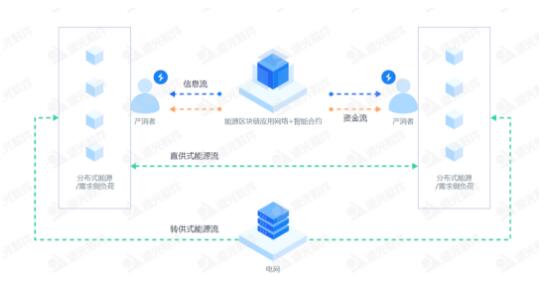 信息流
产消者
能源区块链应用网络+智能合约
资金流
产消者
直供式能源流
分布式能源
/需求侧负荷
分布式能源
/需求侧负荷
转供式能源流
电网